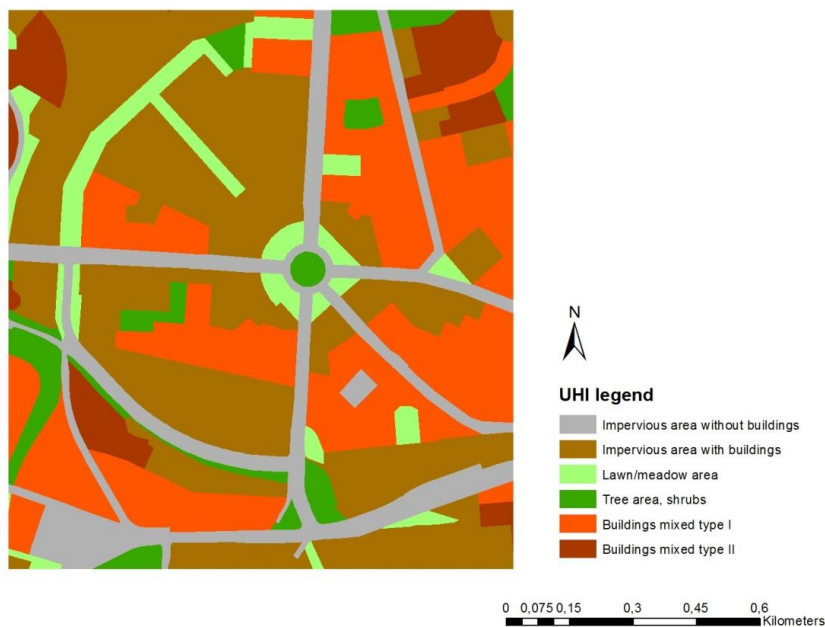 N
UHI legend
Impervious area without buildings
Impervious area with buildings
Lawn/meadow area
Tree area, shrubs
Buildings mixed type I
Buildings mixed type II
0 0,075 0,15 0,3 0,45 0,6
Kilometers